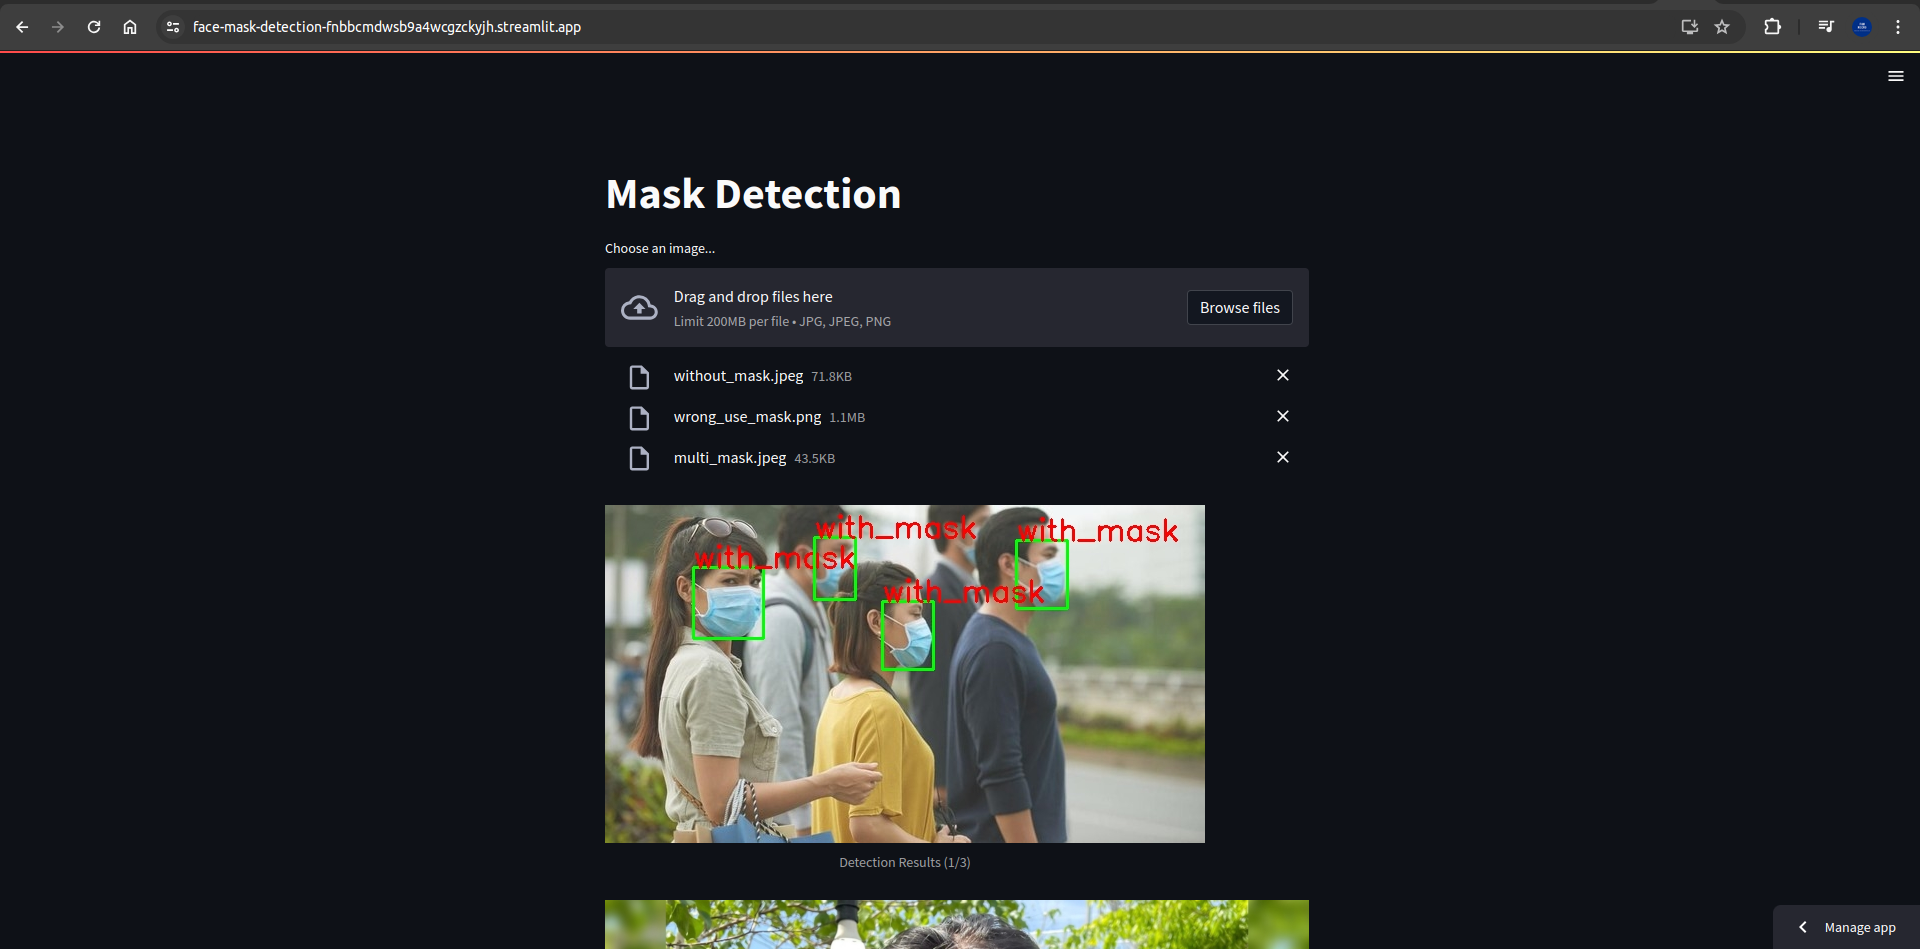 face-mask-detection-fnbbcmdwsb9a4wcgzckyjh.streamlit.app
Mask Detection
Choose an image...
Drag and drop files here
Limit 200MB per file • JPG, JPEG, PNG
Browse files
without_mask.jpeg 71.8KB
wrong_use_mask.png 1.1MB
multi_mask.jpeg 43.5KB
with_mask
with_mask
with_mask
with_mask
Detection Results (1/3)
Manage app